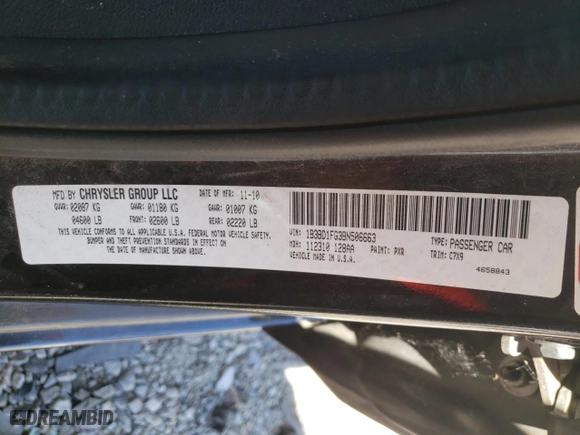 MFD BY CHRYSLER GROUP LLC DATE OF MFR: 11-10
GVWR: 02087 KG GAWR: 01180 KG GAWR: 01007 KG
04600 LB FRONT: 02600 LB REAR: 02220 LB
THIS VEHICLE CONFORMS TO ALL APPLICABLE
U.S.A. FEDERAL MOTOR VEHICLE SAFETY,
BUMPER AND THEFT PREVENTION STANDARDS IN EFFECT ON
THE DATE OF MANUFACTURE SHOWN ABOVE.
VIN: 1B3BD1FG3BN506663 TYPE: PASSENGER CAR
MDH: 112310 128AA PAINT: PXR TRIM: C7X9
VEHICLE MADE IN U.S.A.
4658843
DREAMBID